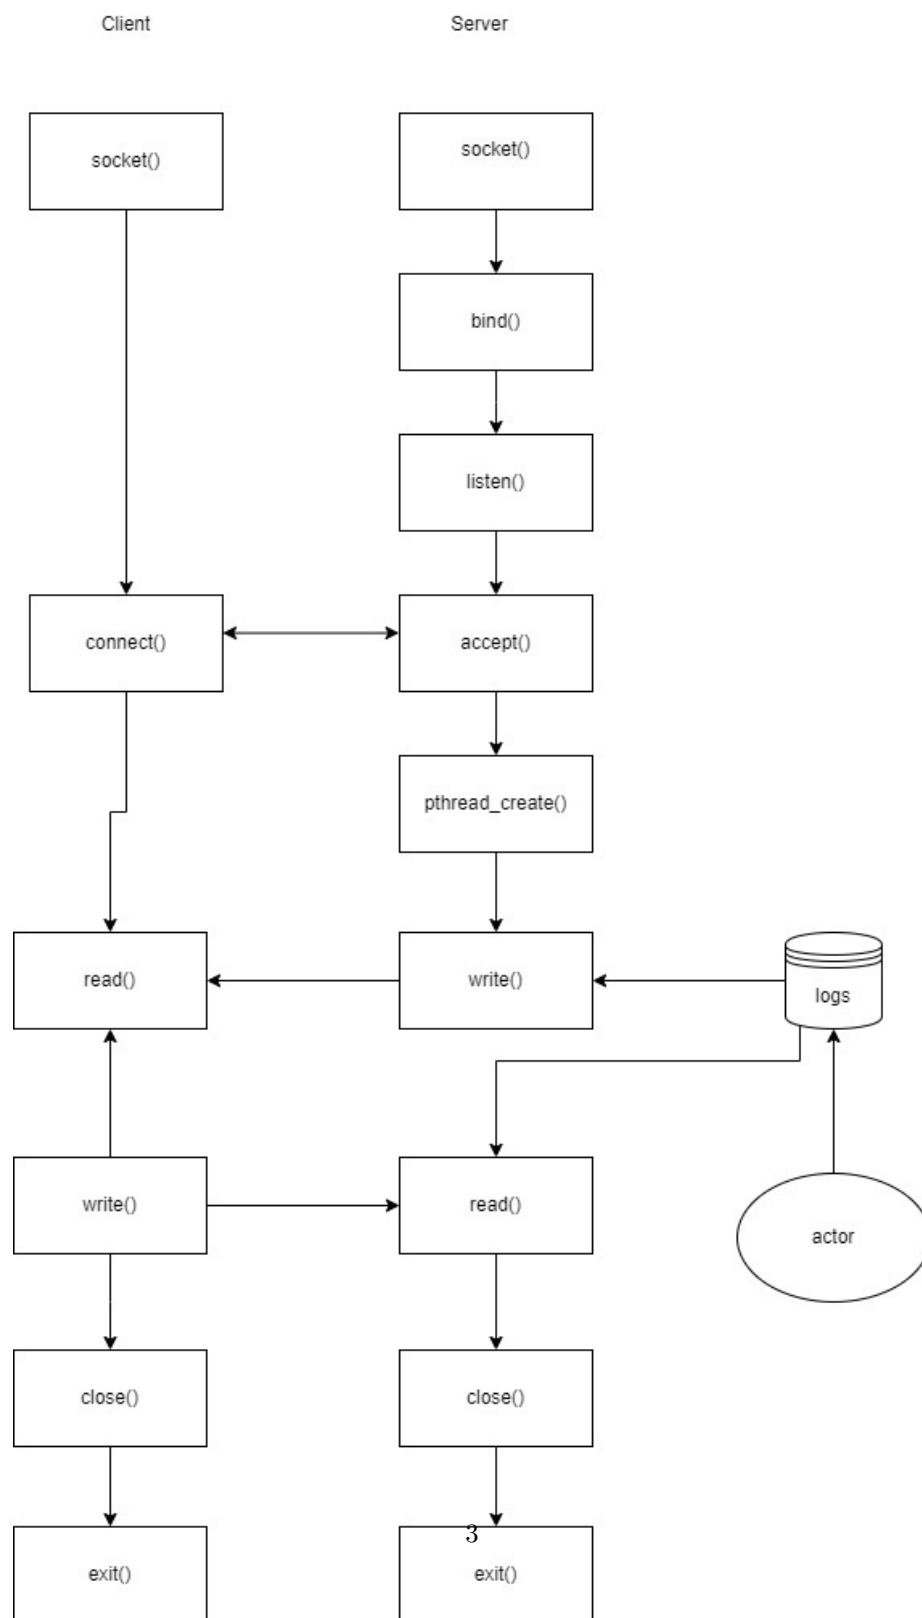 Client
Server
socket()
socket()
bind()
listen()
connect()
accept()
pthread_create()
read()
write()
logs
write()
read()
actor
close()
close()
3
exit()
exit()